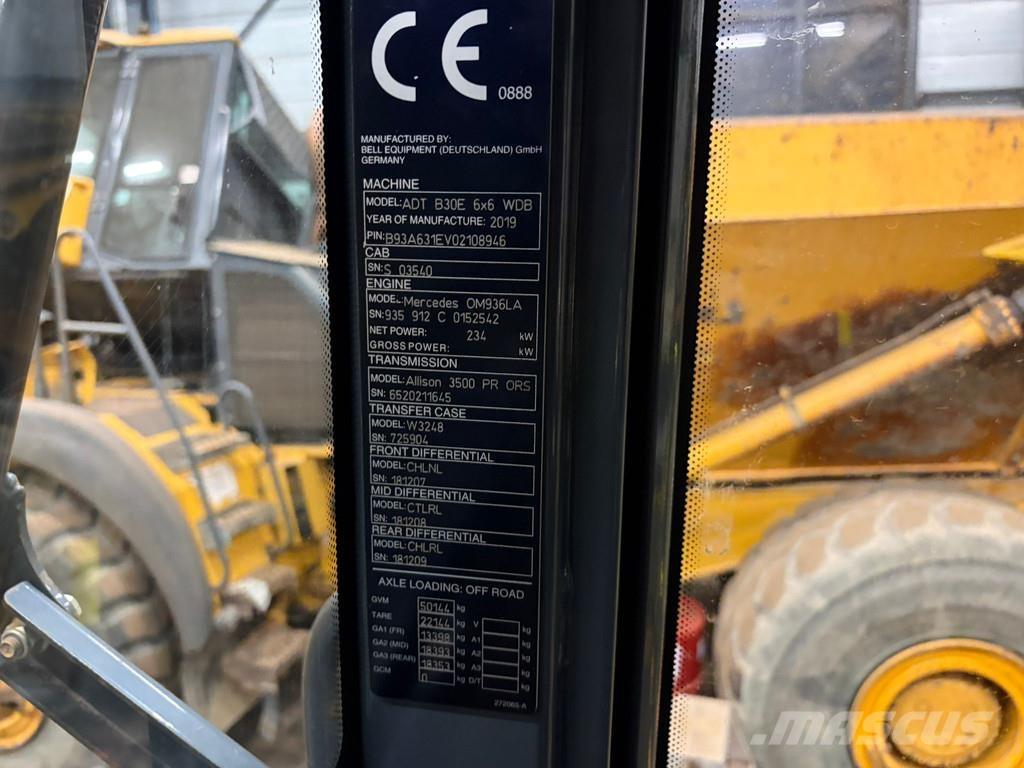 CE 0888
MANUFACTURED BY:
BELL EQUIPMENT (DEUTSCHLAND) GmbH
GERMANY
MACHINE
MODEL: ADT B30E 6x6 WDB
YEAR OF MANUFACTURE: 2019
PIN: B93A631EV02108946
CAB
SN: S 03540
ENGINE
MODEL: Mercedes OM936LA
SN: 935 912 C 0152542
NET POWER: 234 kW
GROSS POWER: kW
TRANSMISSION
MODEL: Allison 3500 PR ORS
SN: 6520211645
TRANSFER CASE
MODEL: W3248
SN: 725904
FRONT DIFFERENTIAL
MODEL: CHLNL
SN: 181207
MID DIFFERENTIAL
MODEL: CTLRL
SN: 181208
REAR DIFFERENTIAL
MODEL: CHLRL
SN: 181209
AXLE LOADING: OFF ROAD
GVM 50144 kg V kg
TARE 22144 kg A1 kg
GA1 (FR) 13398 kg A2 kg
GA2 (MID) 18393 kg A3 kg
GA3 (REAR) 18353 kg D/T kg
GCM 0 kg
272065-A
MASCUS